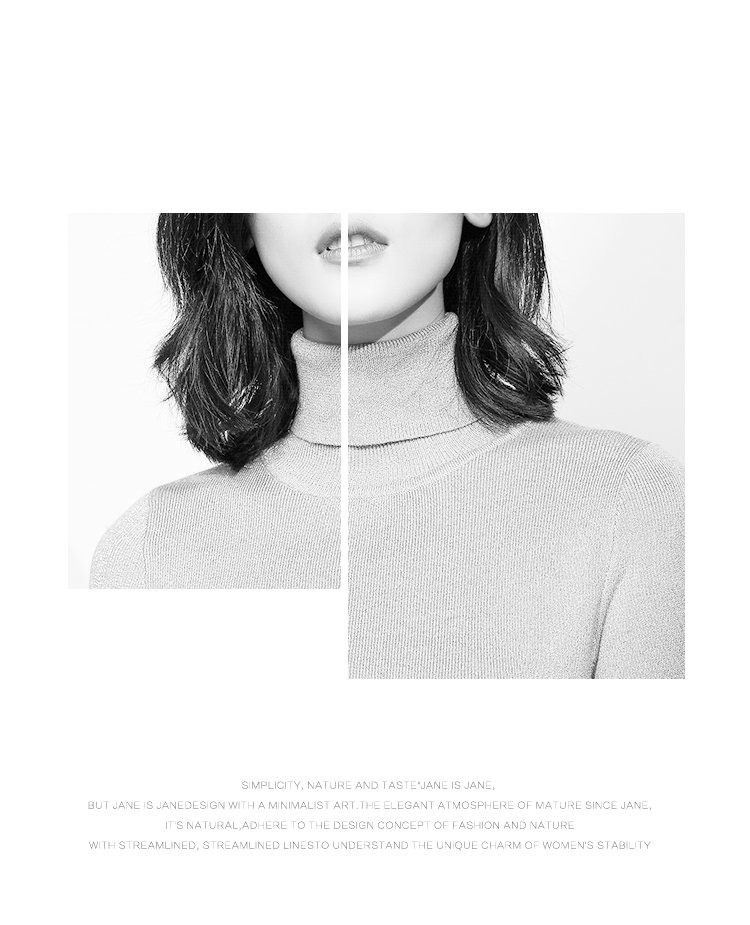 SIMPLICITY, NATURE AND TASTE"JANE IS JANE,
BUT JANE IS JANEDESIGN WITH A MINIMALIST ART.THE ELEGANT ATMOSPHERE OF MATURE SINCE JANE,
IT'S NATURAL,ADHERE TO THE DESIGN CONCEPT OF FASHION AND NATURE
WITH STREAMLINED, STREAMLINED LINESTO UNDERSTAND THE UNIQUE CHARM OF WOMEN'S STABILITY